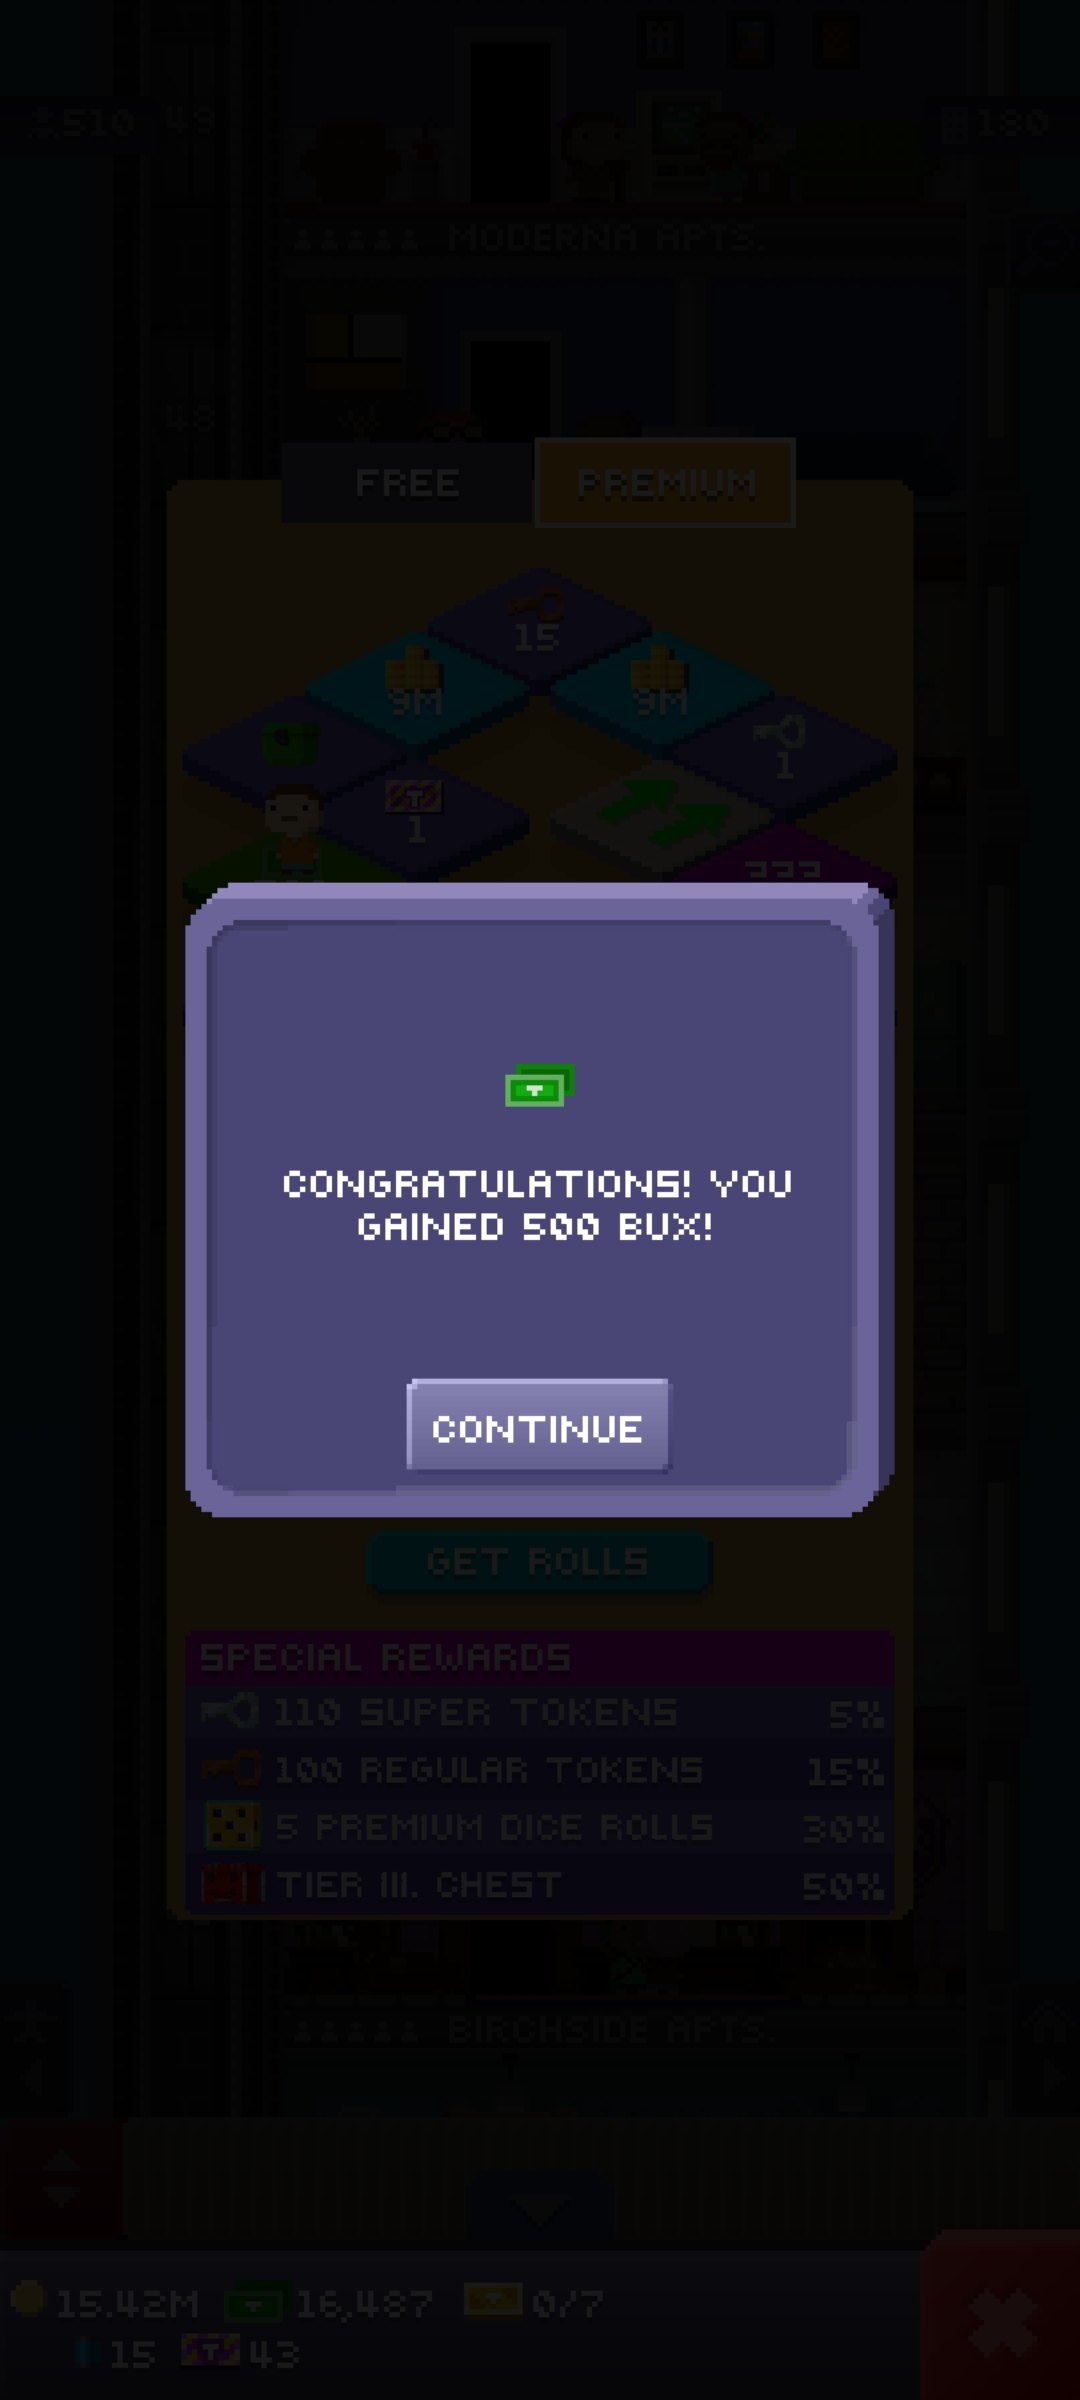 510
48
180
MODERNA APTS.
48
FREE
PREMIUM
15
9M
9M
1
1
???
CONGRATULATIONS! YOU
GAINED 500 BUX!
CONTINUE
GET ROLLS
SPECIAL REWARDS
110 SUPER TOKENS 5%
100 REGULAR TOKENS 15%
5 PREMIUM DICE ROLLS 30%
TIER III. CHEST 50%
BIRCHSIDE APTS.
15.42M 16,487 0/7
15 43